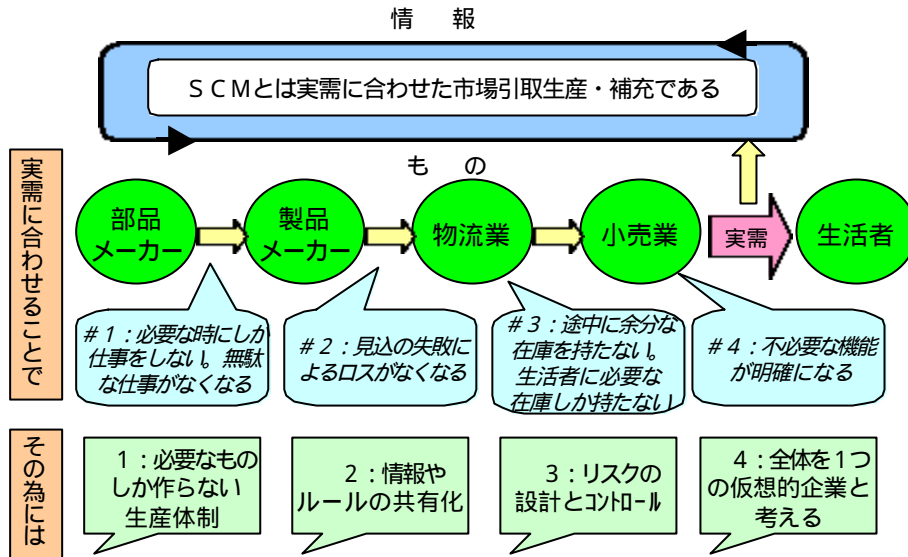 情 報
ＳＣＭとは実需に合わせた市場引取生産・補充である
も の
実需に合わせることで
部品
メーカー
製品
メーカー
物流業
小売業
実需
生活者
＃１：必要な時にしか
仕事をしない。無駄
な仕事がなくなる
＃２：見込の失敗に
よるロスがなくなる
＃３：途中に余分な
在庫を持たない。
生活者に必要な
在庫しか持たない
＃４：不必要な機能
が明確になる
その為には
１：必要なもの
しか作らない
生産体制
２：情報や
ルールの共有化
３：リスクの
設計とｺﾝﾄﾛｰﾙ
４：全体を１つ
の仮想的企業と
考える